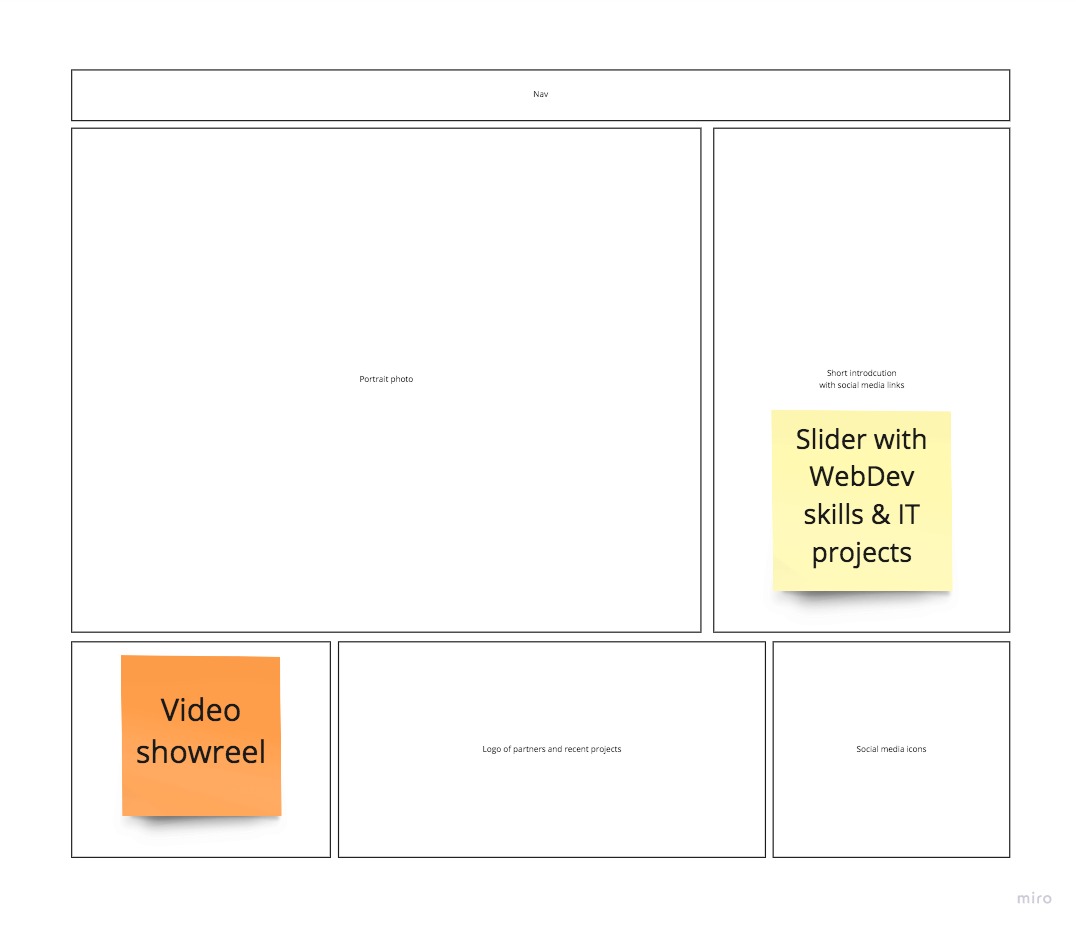 Nav
Portrait photo
Short introdcution
with social media links
Slider with
WebDev
skills & IT
projects
Video
showreel
Logo of partners and recent projects
Social media icons
miro